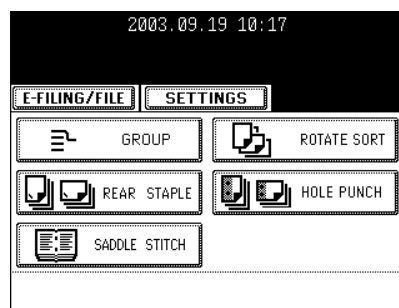 2003.09.19 10:17
E-FILING/FILE SETTINGS
GROUP ROTATE SORT
REAR STAPLE HOLE PUNCH
SADDLE STITCH